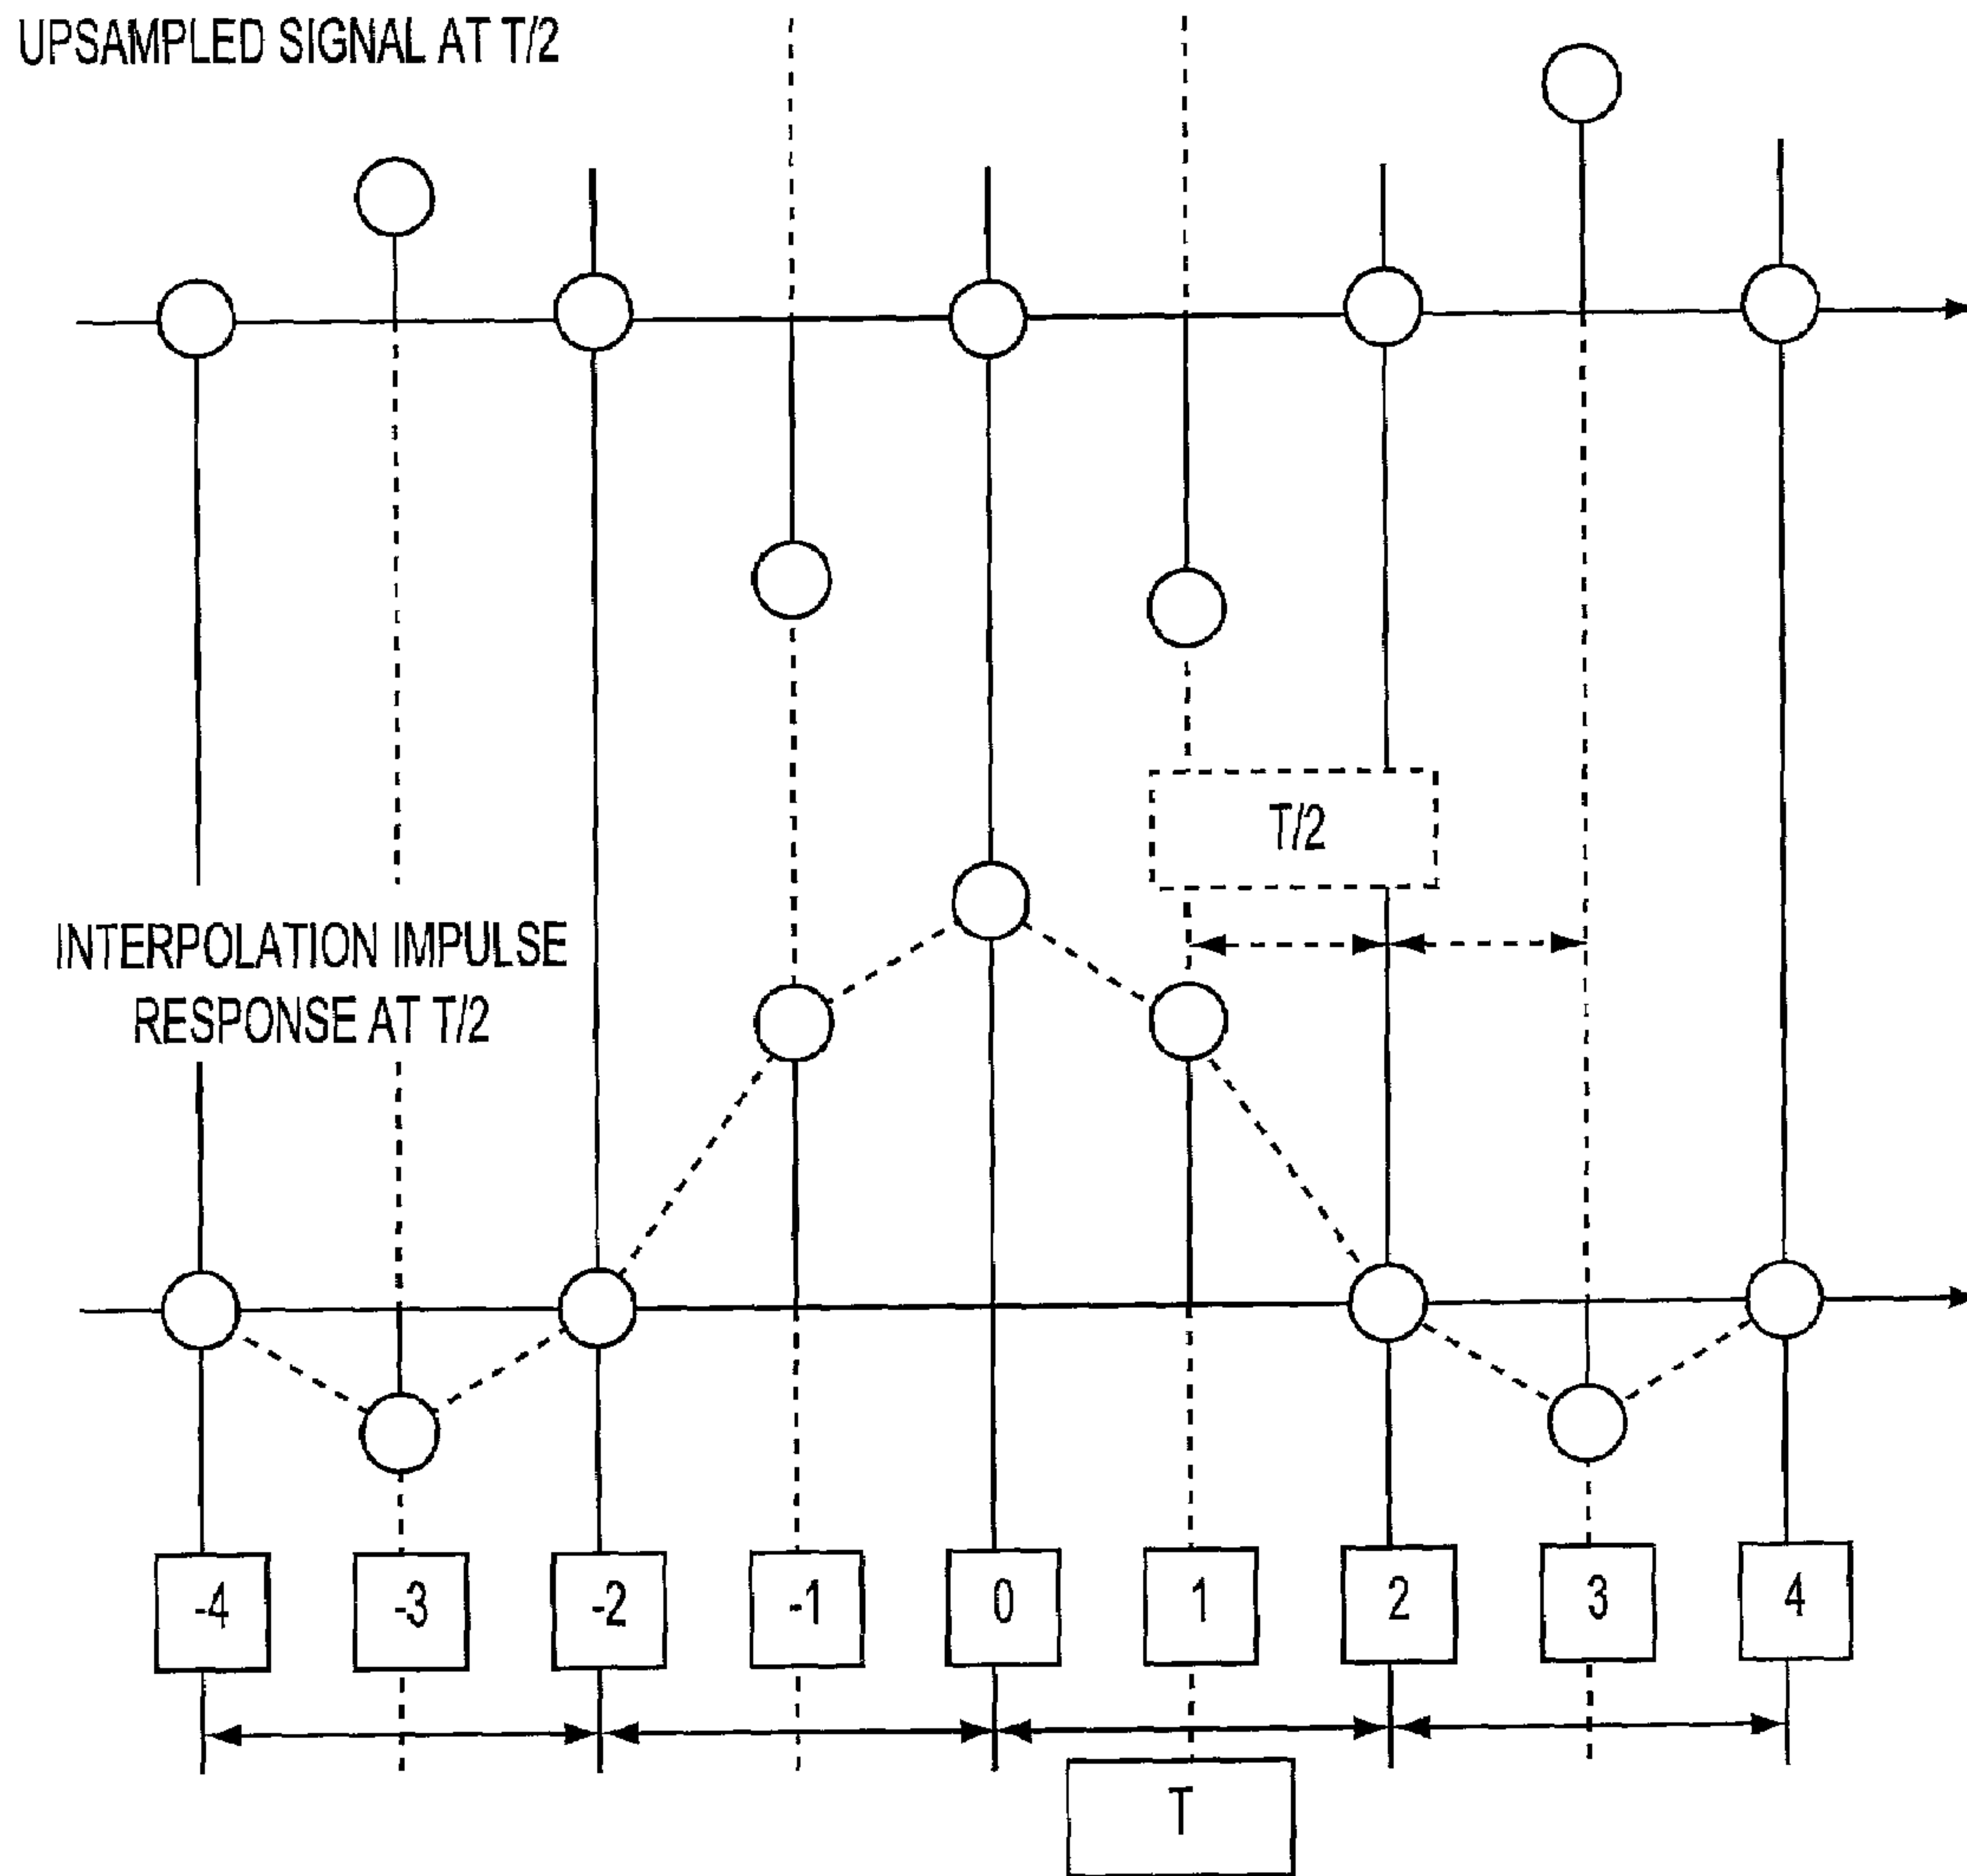 UPSAMPLED SIGNAL AT T/2
T/2
INTERPOLATION IMPULSE
RESPONSE AT T/2
-4 -3 -2 -1 0 1 2 3 4
T